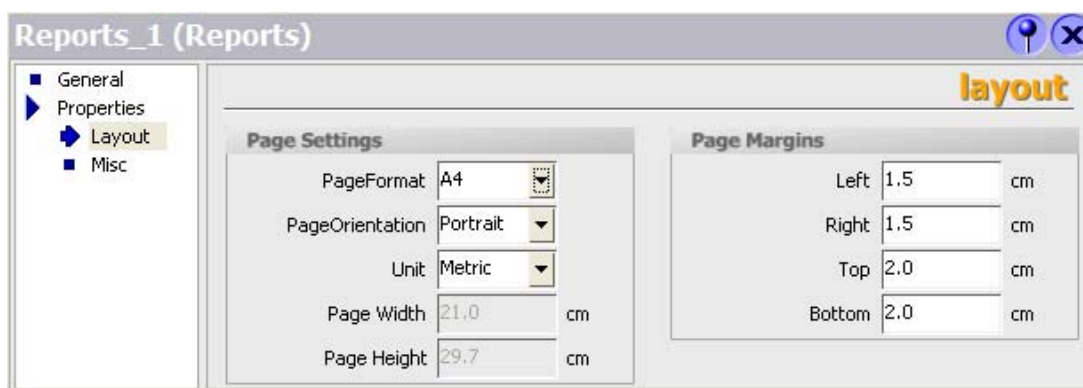 Reports_1 (Reports)
General
Properties
Layout
Misc
layout
Page Settings
PageFormat A4
PageOrientation Portrait
Unit Metric
Page Width 21.0 cm
Page Height 29.7 cm
Page Margins
Left 1.5 cm
Right 1.5 cm
Top 2.0 cm
Bottom 2.0 cm